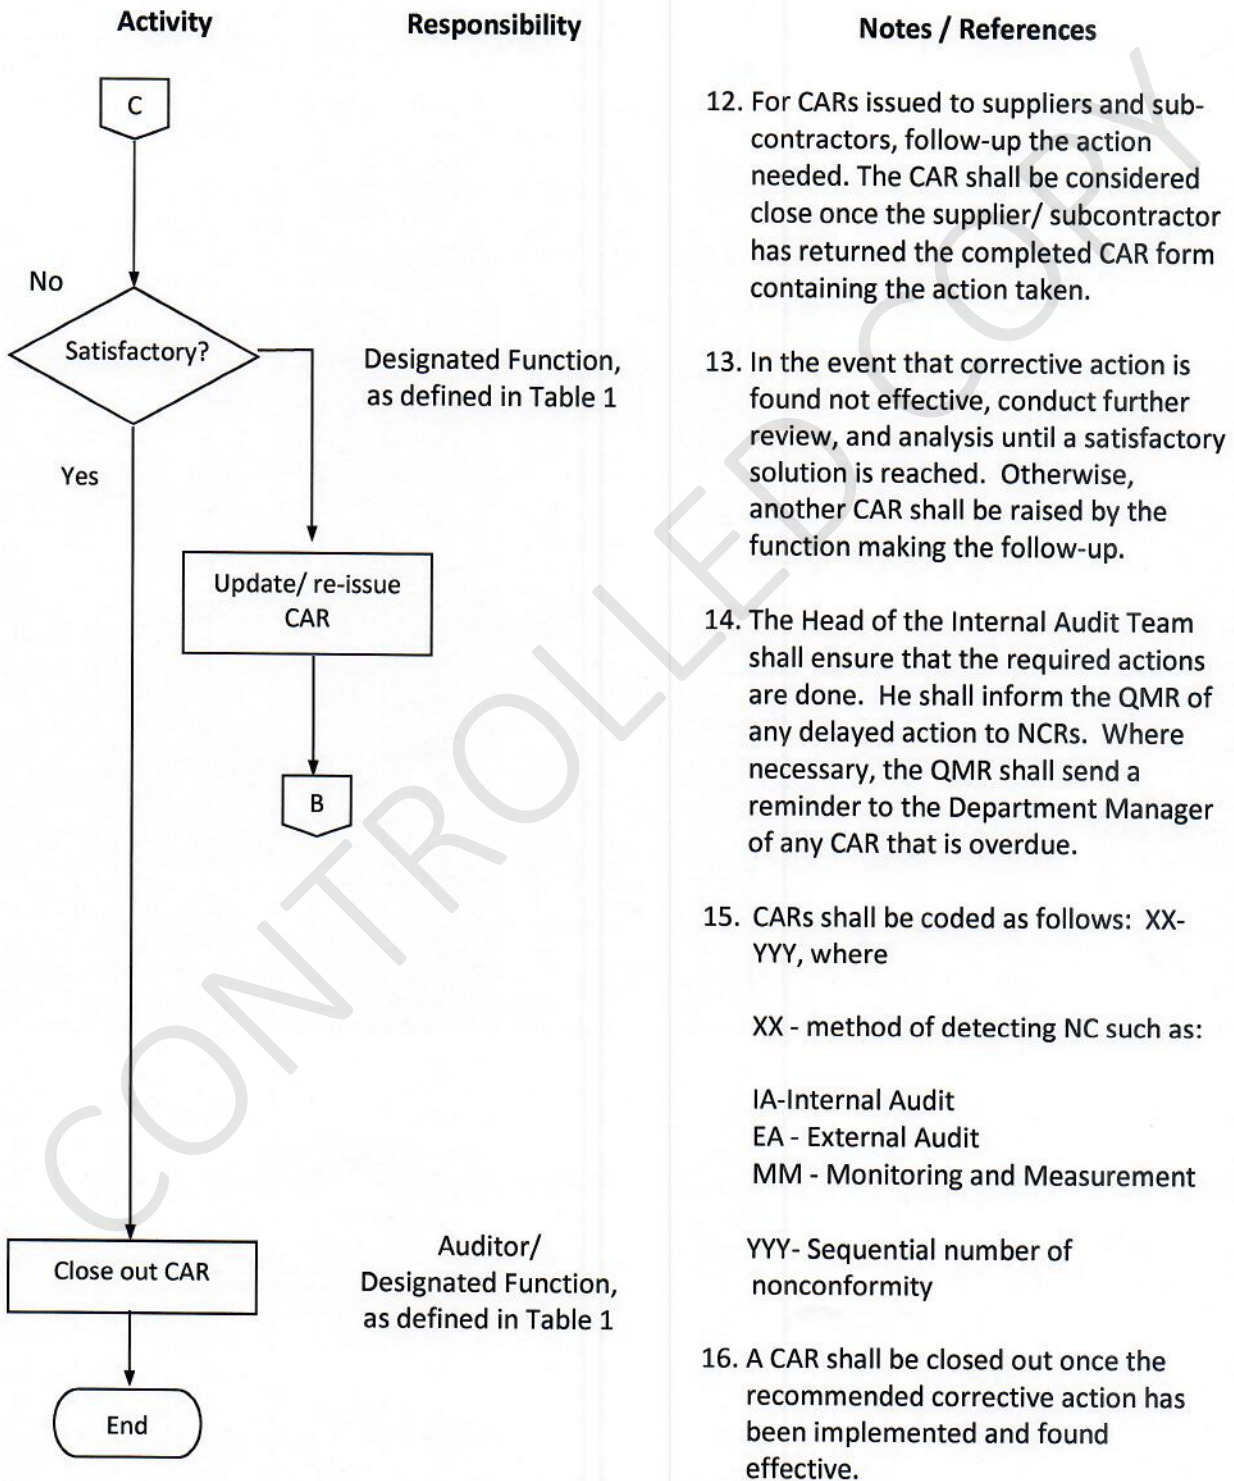 Activity
Responsibility
Notes / References
C
No
Satisfactory?
Yes
Designated Function,
as defined in Table 1
Update/ re-issue
CAR
B
Close out CAR
Auditor/
Designated Function,
as defined in Table 1
End
12. For CARs issued to suppliers and sub-
contractors, follow-up the action
needed. The CAR shall be considered
close once the supplier/ subcontractor
has returned the completed CAR form
containing the action taken.
13. In the event that corrective action is
found not effective, conduct further
review, and analysis until a satisfactory
solution is reached. Otherwise,
another CAR shall be raised by the
function making the follow-up.
14. The Head of the Internal Audit Team
shall ensure that the required actions
are done. He shall inform the QMR of
any delayed action to NCRs. Where
necessary, the QMR shall send a
reminder to the Department Manager
of any CAR that is overdue.
15. CARs shall be coded as follows: XX-
YYY, where
XX - method of detecting NC such as:
IA-Internal Audit
EA - External Audit
MM - Monitoring and Measurement
YYY- Sequential number of
nonconformity
16. A CAR shall be closed out once the
recommended corrective action has
been implemented and found
effective.
CONTROLLED COPY